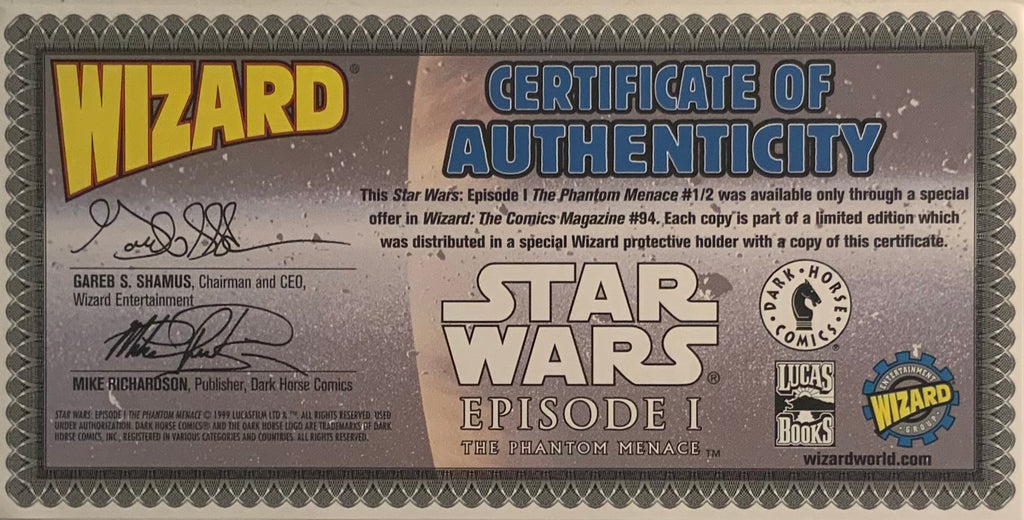 WIZARD®
CERTIFICATE OF
AUTHENTICITY
This Star Wars: Episode I The Phantom Menace #1/2 was available only through a special
offer in Wizard: The Comics Magazine #94. Each copy is part of a limited edition which
was distributed in a special Wizard protective holder with a copy of this certificate.
GAREB S. SHAMUS, Chairman and CEO,
Wizard Entertainment
MIKE RICHARDSON, Publisher, Dark Horse Comics
STAR WARS: EPISODE I THE PHANTOM MENACE © 1999 LUCASFILM LTD & ™. ALL RIGHTS RESERVED. USED
UNDER AUTHORIZATION. DARK HORSE COMICS® AND THE DARK HORSE LOGO ARE TRADEMARKS OF DARK
HORSE COMICS, INC., REGISTERED IN VARIOUS CATEGORIES AND COUNTRIES. ALL RIGHTS RESERVED.
STAR
WARS®
EPISODE I
THE PHANTOM MENACE™
DARK • HORSE
COMICS®
LUCAS
BOOKS
ENTERTAINMENT
WIZARD
• GROUP •
wizardworld.com